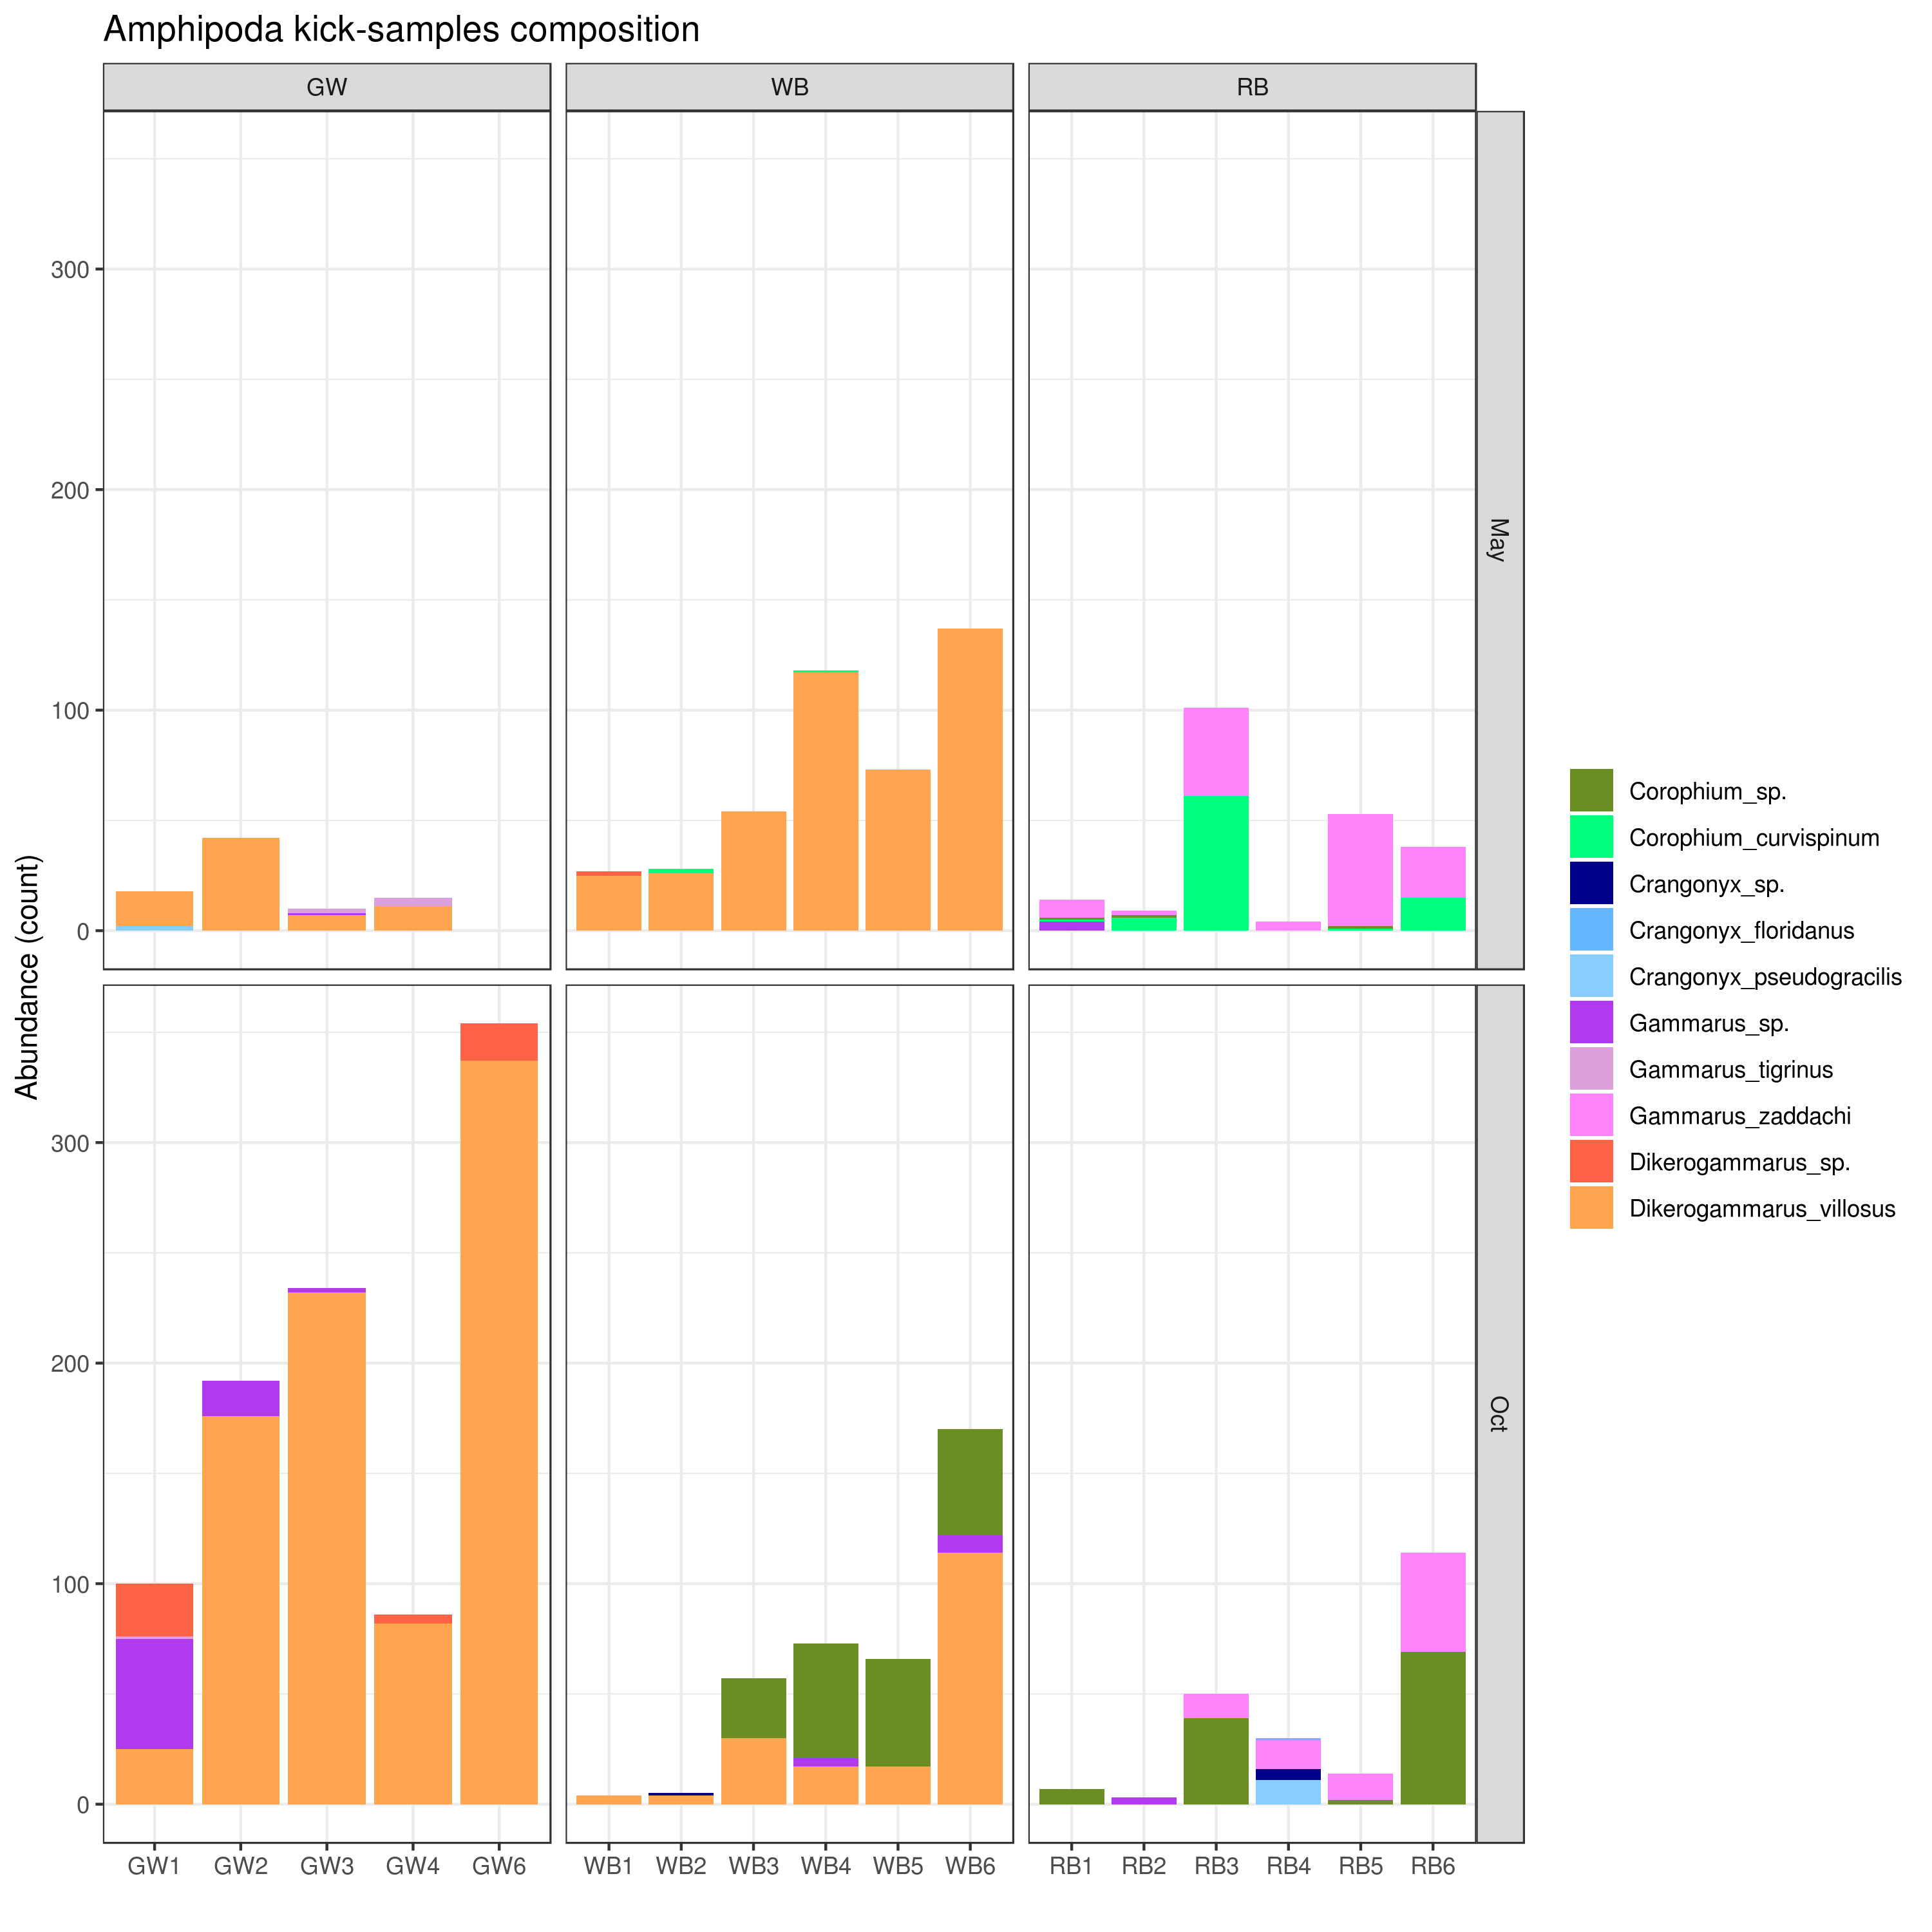 Amphipoda kick-samples composition
GW
WB
RB
May
Oct
Abundance (count)
300
200
100
0
300
200
100
0
GW1
GW2
GW3
GW4
GW6
WB1
WB2
WB3
WB4
WB5
WB6
RB1
RB2
RB3
RB4
RB5
RB6
Corophium_sp.
Corophium_curvispinum
Crangonyx_sp.
Crangonyx_floridanus
Crangonyx_pseudogracilis
Gammarus_sp.
Gammarus_tigrinus
Gammarus_zaddachi
Dikerogammarus_sp.
Dikerogammarus_villosus